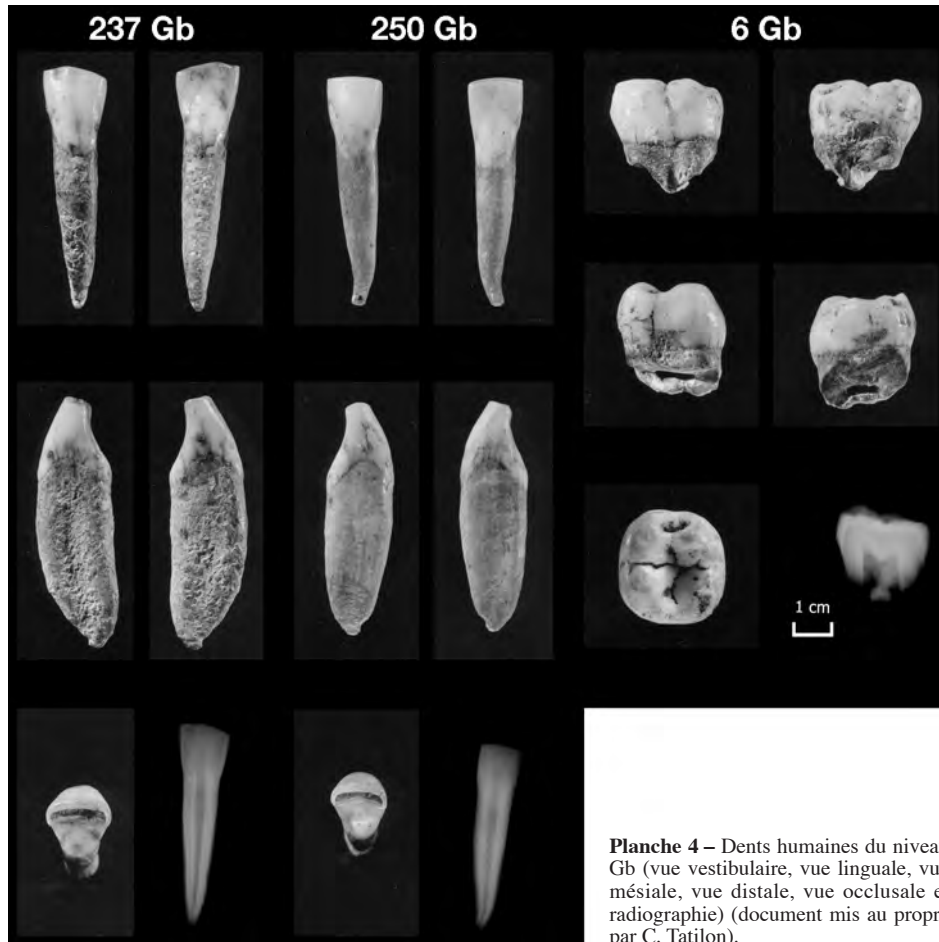 237 Gb
250 Gb
6 Gb
1 cm
Planche 4 – Dents humaines du nivea
Gb (vue vestibulaire, vue linguale, vu
mésiale, vue distale, vue occlusale e
radiographie) (document mis au propr
par C. Tatilon).